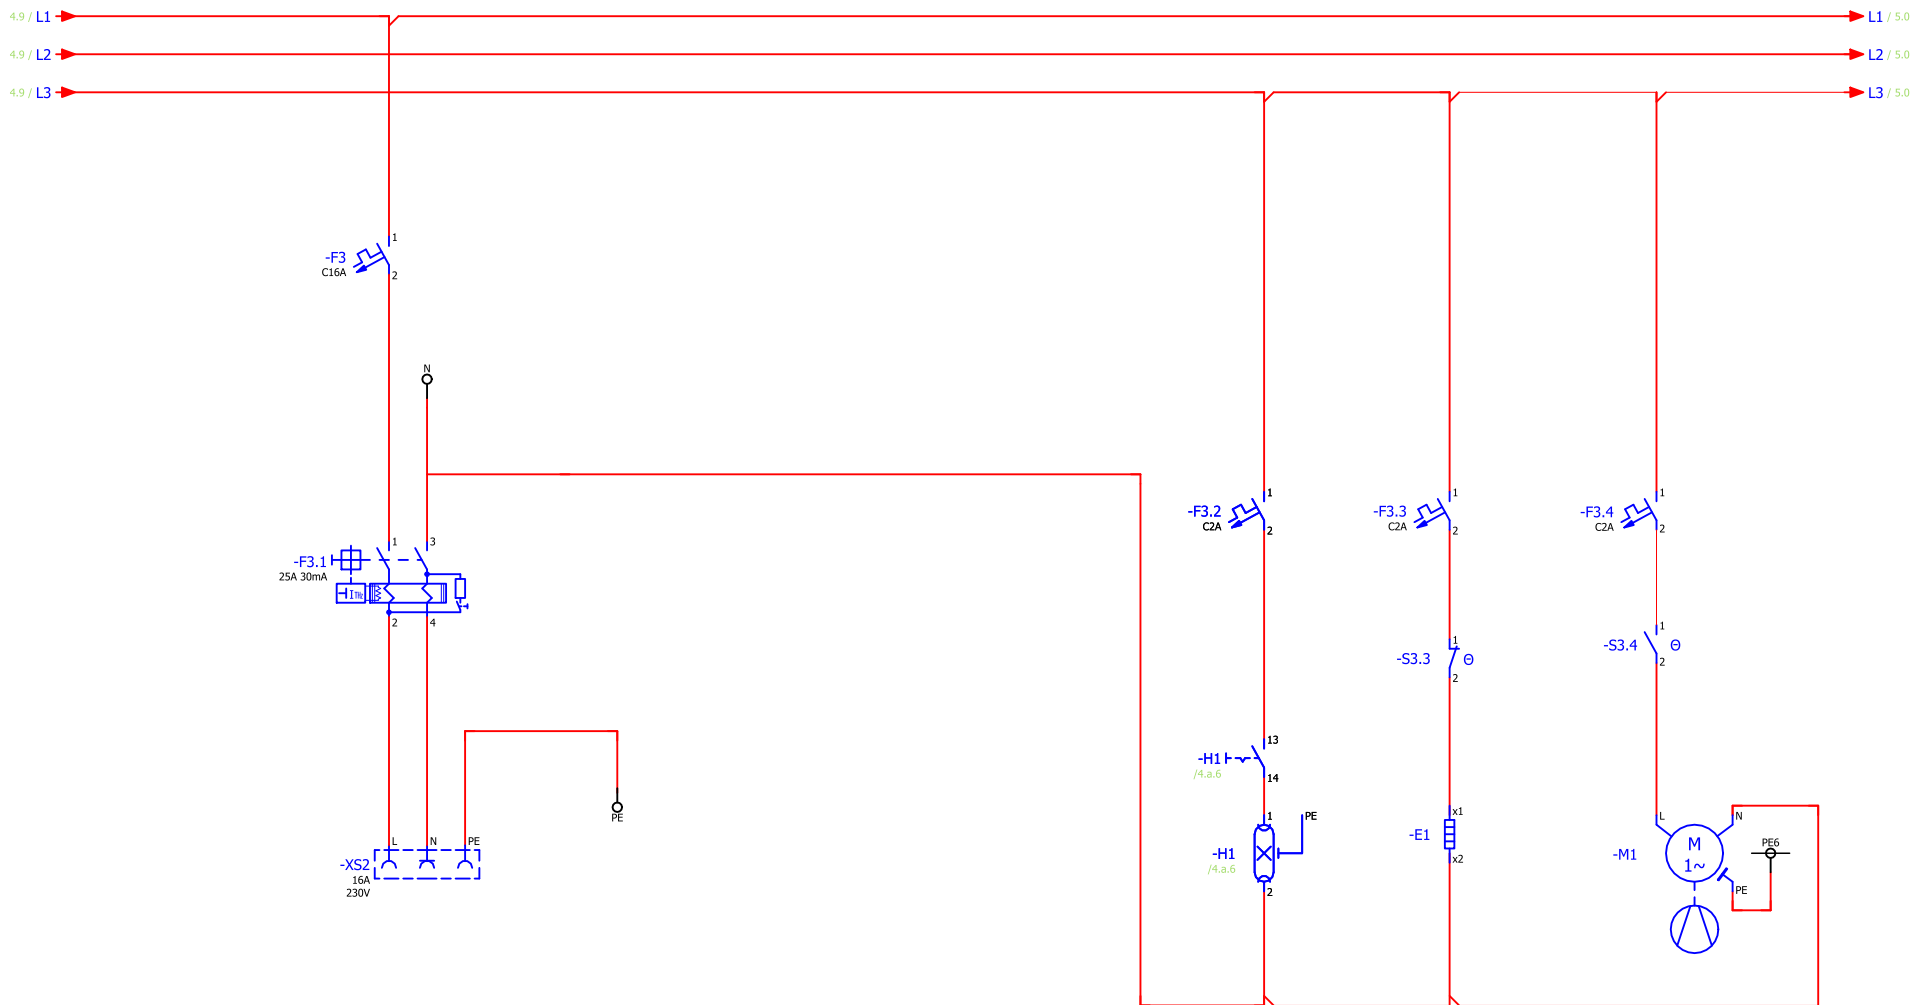 4.9 / L1
L1 / 5.0
4.9 / L2
L2 / 5.0
4.9 / L3
L3 / 5.0
1
-F3
C16A
2
N
1
-F3.2
C2A
2
1
-F3.3
C2A
2
1
-F3.4
C2A
2
1
3
-F3.1
25A 30mA
I THz
2
4
1
-S3.3
Θ
2
1
-S3.4
Θ
2
13
-H1
/4.a.6
14
PE
L
N
PE
-XS2
16A
230V
1
PE
-H1
/4.a.6
2
x1
-E1
x2
L
N
M
1~
-M1
PE6
PE